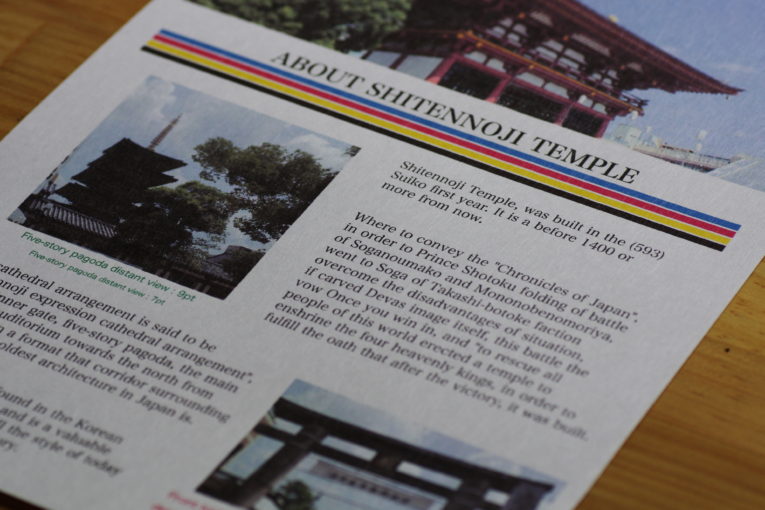 ABOUT SHITENNOJI TEMPLE
Five-story pagoda distant view : 9pt
Five-story pagoda distant view : 7pt
cathedral arrangement is said to be
expression cathedral arrangement".
gate, five-story pagoda, the main
auditorium towards the north from
a format that corridor surrounding
oldest architecture in Japan is.
found in the Korean
and is a valuable
the style of today
Shitennoji Temple, was built in the (593)
Suiko first year. It is a before 1400 or
more from now.
Where to convey the "Chronicles of Japan",
in order to Prince Shotoku folding of battle
of Soganoumako and Mononobenomoriya,
went to Soga of Takashi-botoke faction
overcome the disadvantages of situation,
if carved Devas image itself, this battle the
vow Once you win in, and "to rescue all
people of this world erected a temple to
enshrine the four heavenly kings, in order to
fulfill the oath that after the victory, it was built.